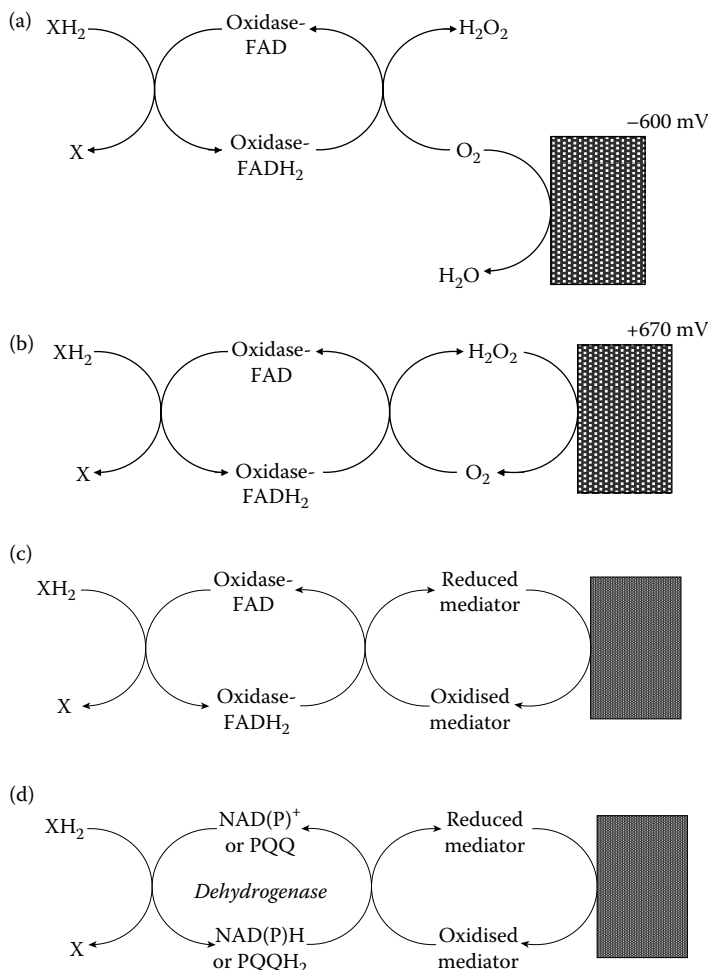 (a)
XH₂
Oxidase-
FAD
H₂O₂
X
Oxidase-
FADH₂
O₂
−600 mV
H₂O
(b)
XH₂
Oxidase-
FAD
H₂O₂
+670 mV
X
Oxidase-
FADH₂
O₂
(c)
XH₂
Oxidase-
FAD
Reduced
mediator
X
Oxidase-
FADH₂
Oxidised
mediator
(d)
XH₂
NAD(P)⁺
or PQQ
Reduced
mediator
Dehydrogenase
X
NAD(P)H
or PQQH₂
Oxidised
mediator